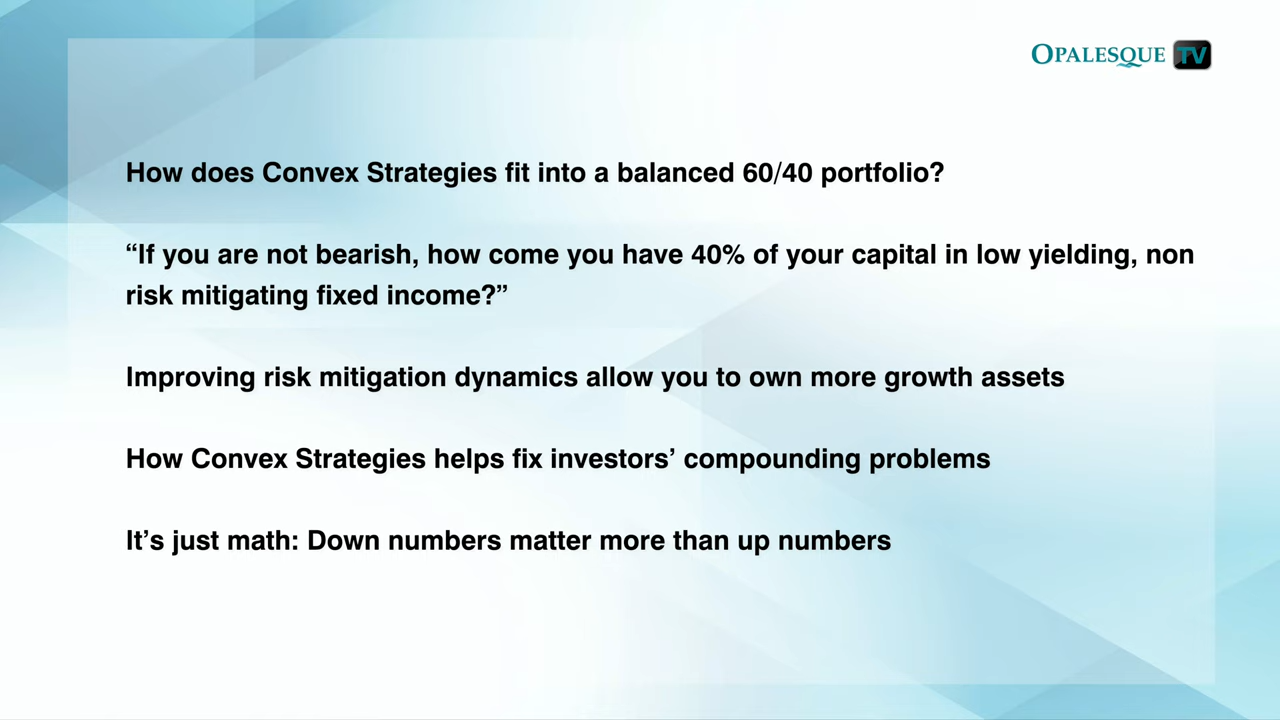 OPALESQUE TV
How does Convex Strategies fit into a balanced 60/40 portfolio?
“If you are not bearish, how come you have 40% of your capital in low yielding, non
risk mitigating fixed income?”
Improving risk mitigation dynamics allow you to own more growth assets
How Convex Strategies helps fix investors’ compounding problems
It’s just math: Down numbers matter more than up numbers